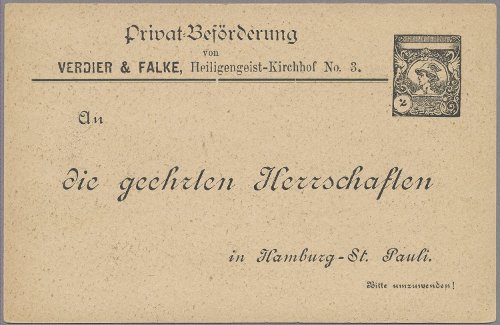 Privat-Beförderung
von
VERDIER & FALKE, Heiligengeist-Kirchhof No. 3.
2
An
die geehrten Herrschaften
in Hamburg-St. Pauli.
Bitte umzuwenden!